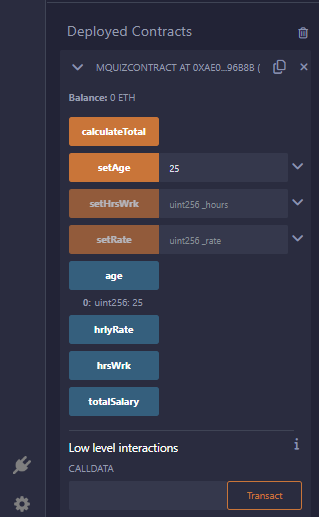 Deployed Contracts
MQUIZCONTRACT AT 0XAE0...96B8B (
Balance: 0 ETH
calculateTotal
setAge 25
setHrsWrk uint256 _hours
setRate uint256 _rate
age
0: uint256: 25
hrlyRate
hrsWrk
totalSalary
Low level interactions
CALLDATA
Transact